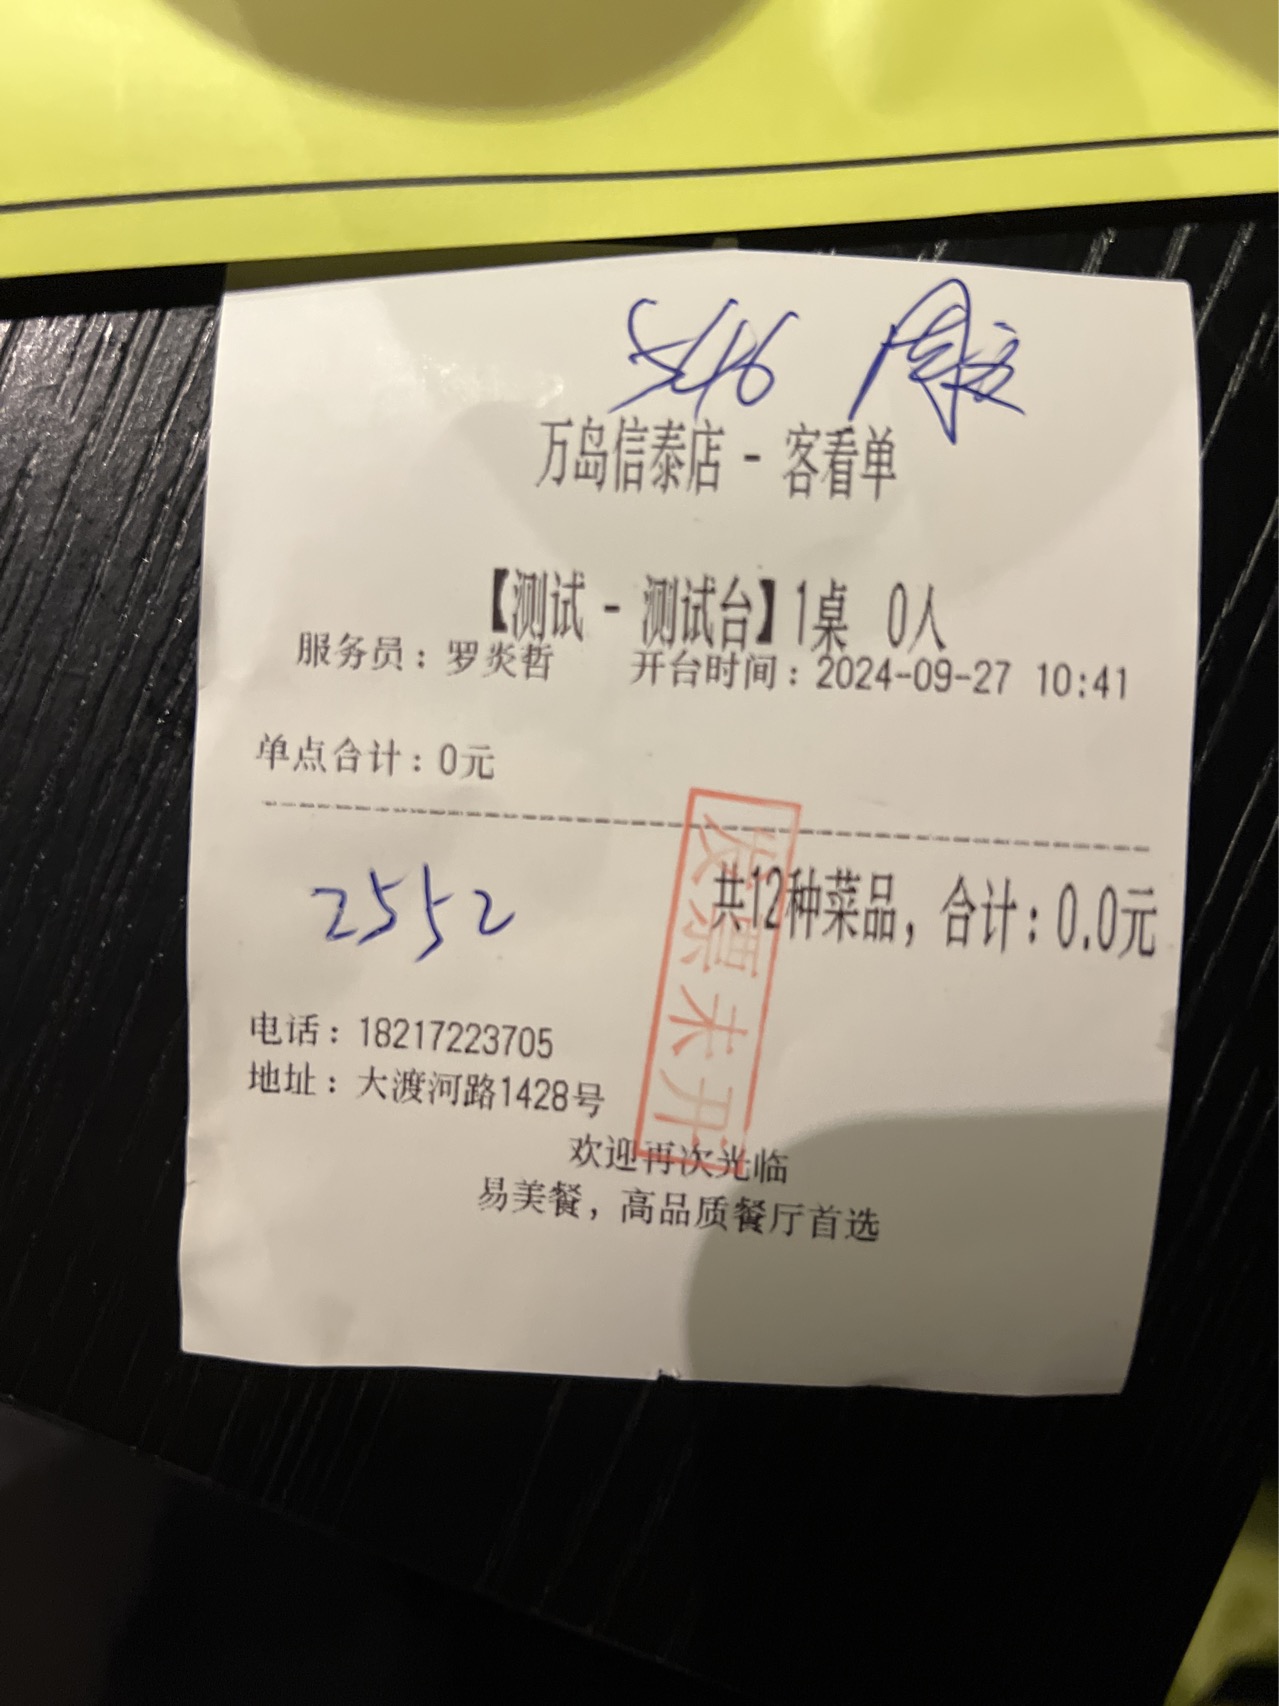 万岛信泰店 - 客看单
【测试 - 测试台】1桌 0人
服务员：罗炎哲 开台时间：2024-09-27 10:41
单点合计：0元
共12种菜品，合计：0.0元
2552
发票未开
电话：18217223705
地址：大渡河路1428号
欢迎再次光临
易美餐，高品质餐厅首选